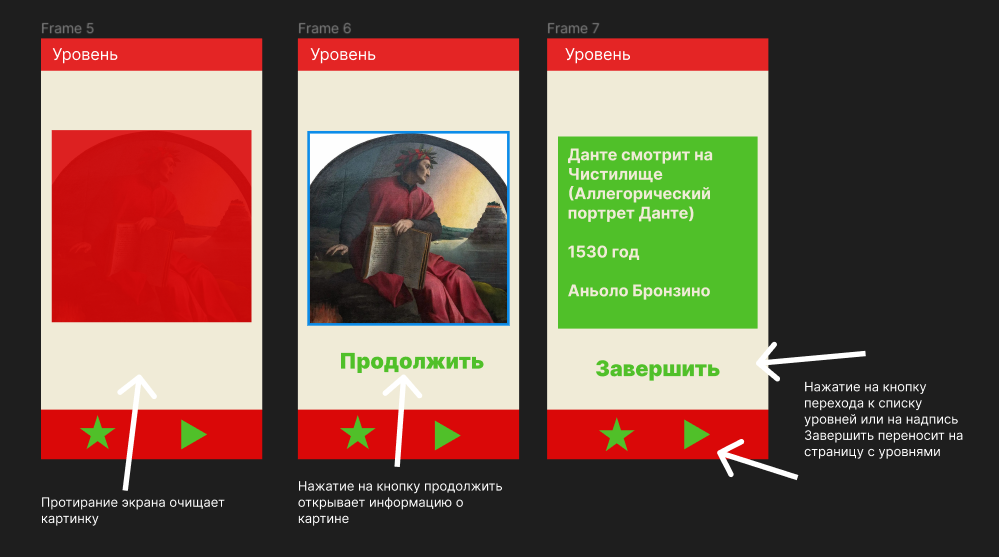 Frame 5
Уровень
Протирание экрана очищает
картинку
Frame 6
Уровень
Продолжить
Нажатие на кнопку продолжить
открывает информацию о
картине
Frame 7
Уровень
Данте смотрит на
Чистилище
(Аллегорический
портрет Данте)
1530 год
Аньоло Бронзино
Завершить
Нажатие на кнопку
перехода к списку
уровней или на надпись
Завершить переносит на
страницу с уровнями